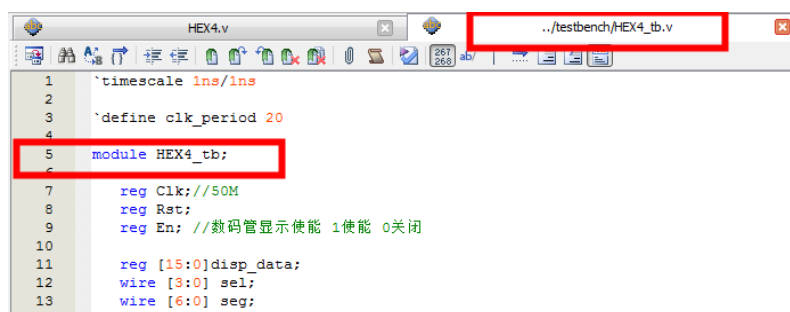 HEX4.v
../testbench/HEX4_tb.v
267
268
ab/
1 `timescale 1ns/1ns
2
3 `define clk_period 20
4
5 module HEX4_tb;
6
7 reg Clk;//50M
8 reg Rst;
9 reg En; //数码管显示使能 1使能 0关闭
10
11 reg [15:0]disp_data;
12 wire [3:0] sel;
13 wire [6:0] seg;